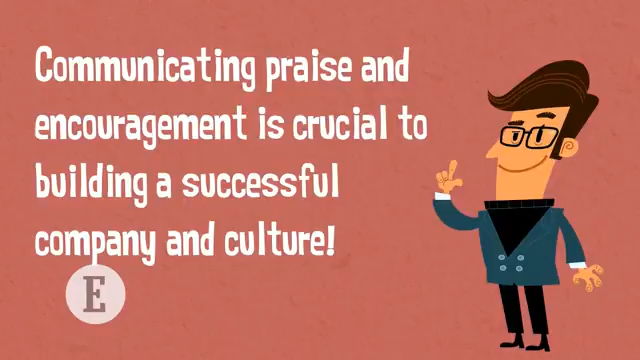 Communicating praise and
encouragement is crucial to
building a successful
company and culture!
E